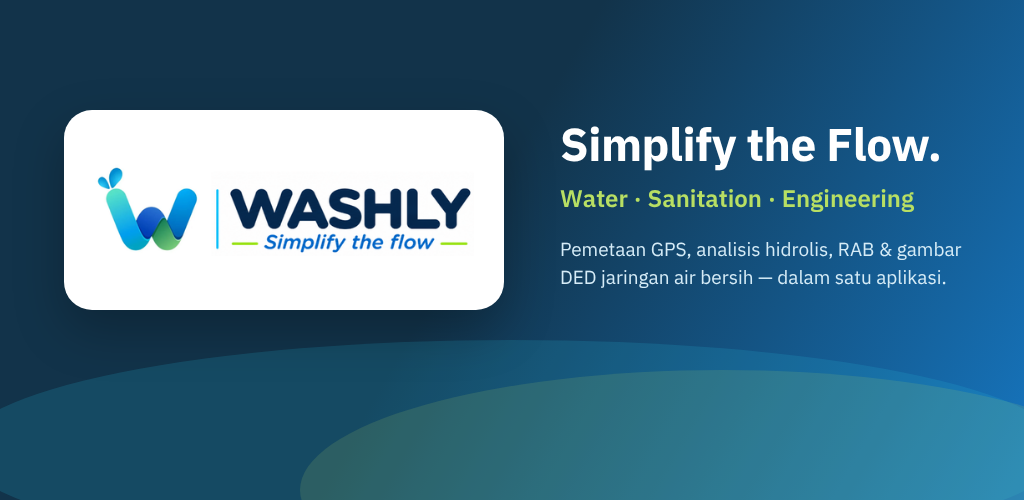 WASHLY
Simplify the flow
Simplify the Flow.
Water · Sanitation · Engineering
Pemetaan GPS, analisis hidrolis, RAB & gambar
DED jaringan air bersih — dalam satu aplikasi.